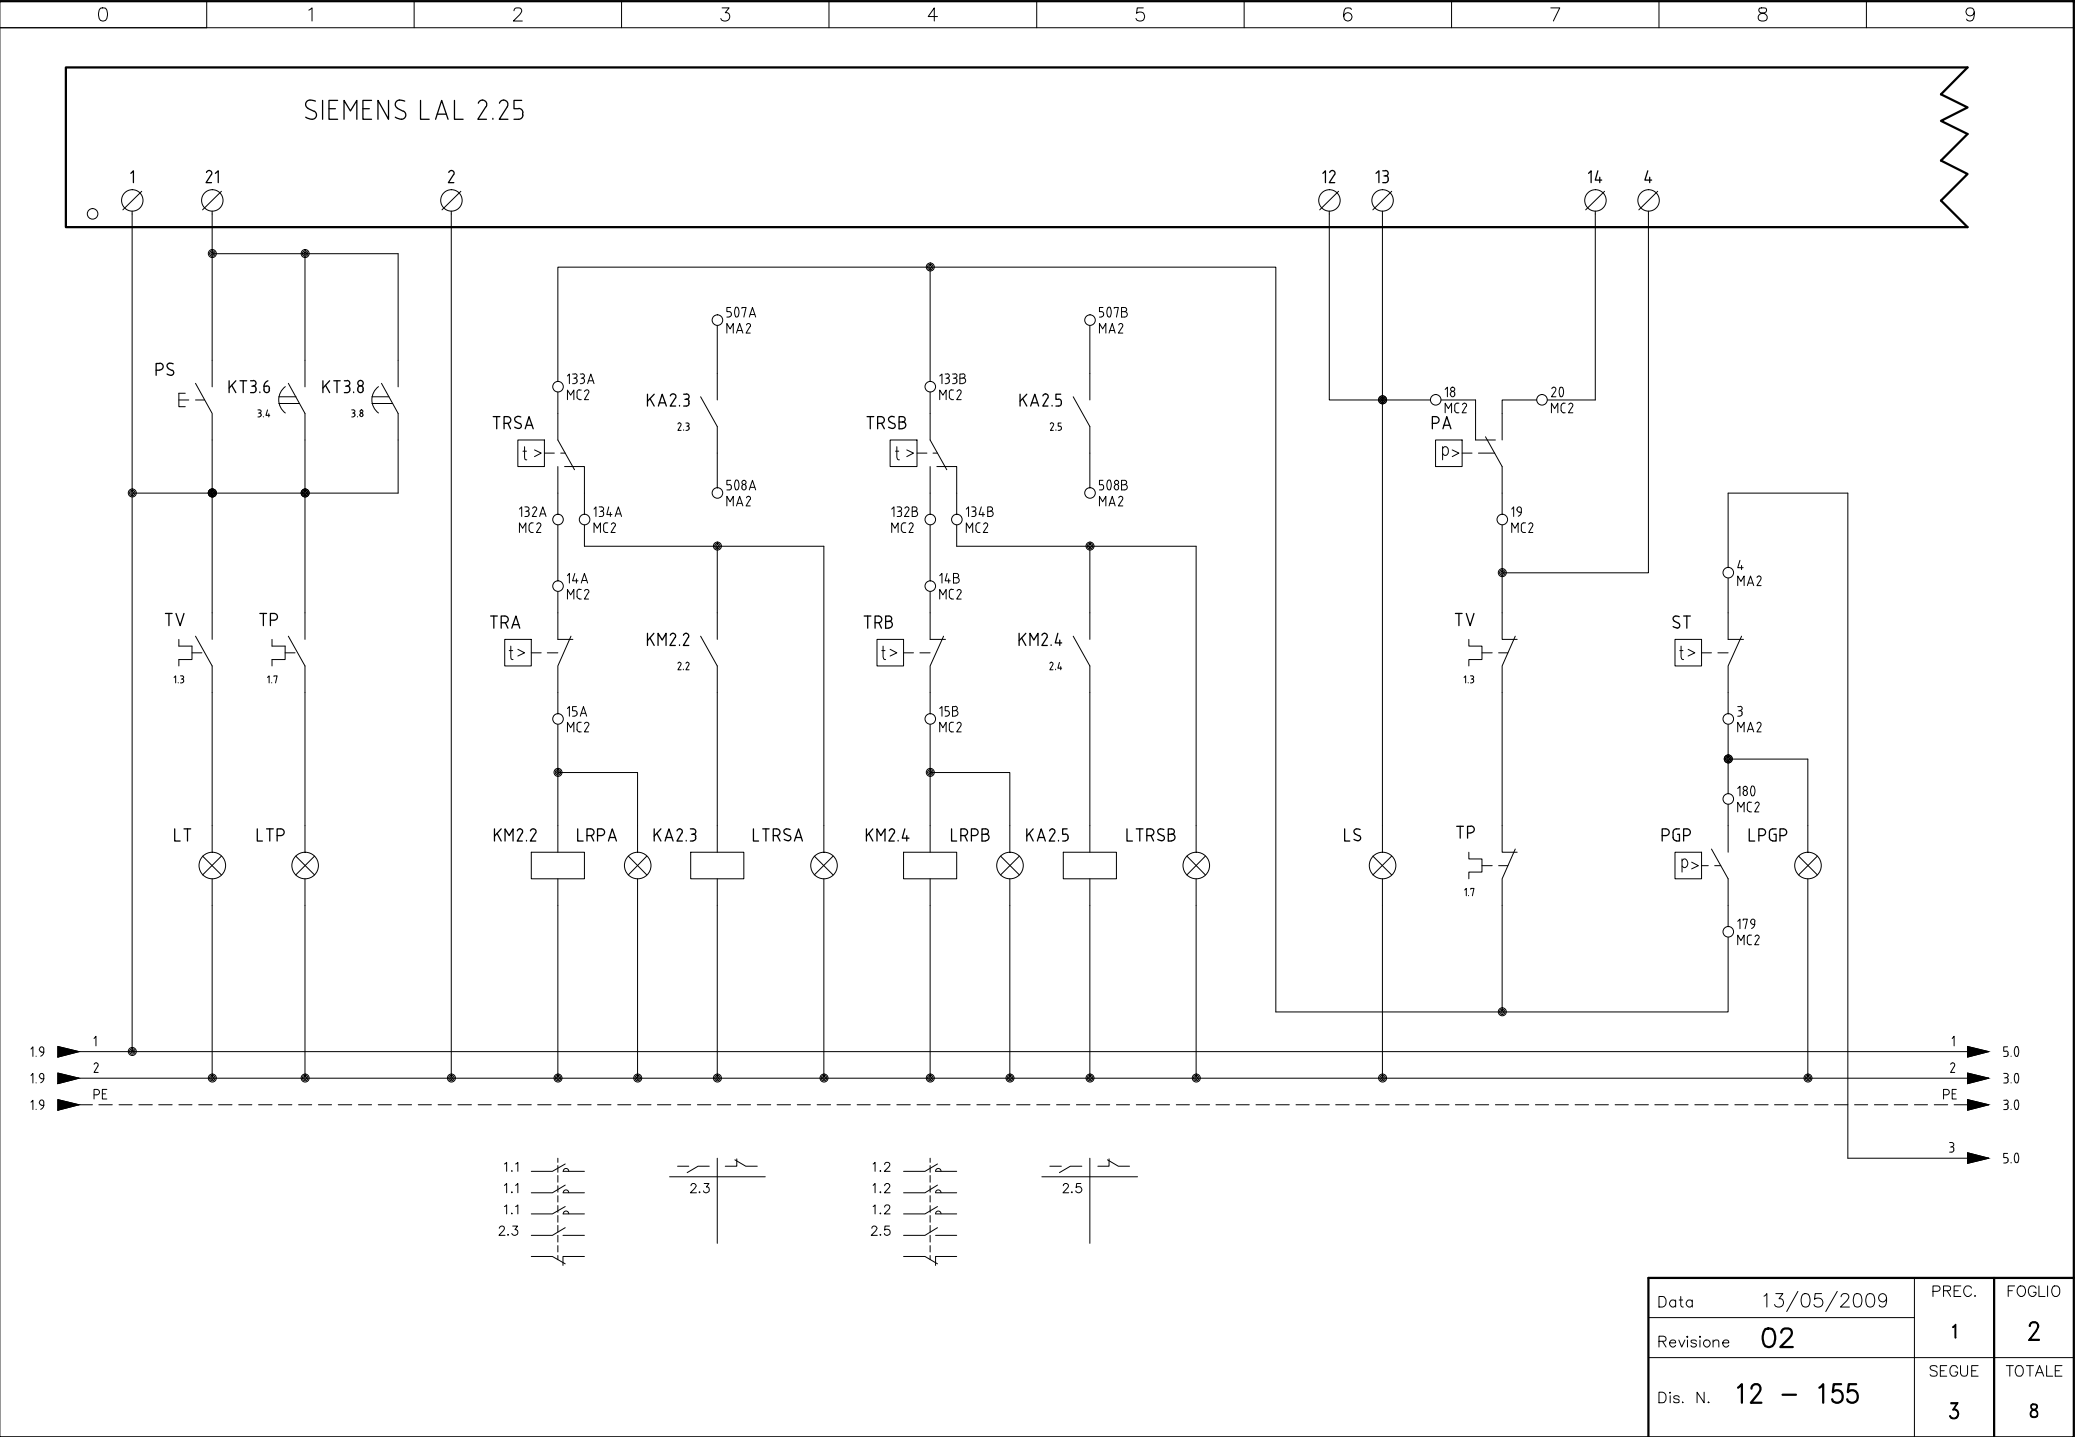 0 1 2 3 4 5 6 7 8 9
SIEMENS LAL 2.25
1 21 2 12 13 14 4
507A
MA2
507B
MA2
PS
KT3.6
3.4
KT3.8
3.8
133A
MC2
KA2.3
2.3
133B
MC2
KA2.5
2.5
18
MC2
20
MC2
TRSA
t>
TRSB
t>
PA
p>
E
508A
MA2
508B
MA2
132A
MC2
134A
MC2
132B
MC2
134B
MC2
19
MC2
14A
MC2
14B
MC2
4
MA2
TV
1.3
TP
1.7
TRA
t>
KM2.2
2.2
TRB
t>
KM2.4
2.4
TV
1.3
ST
t>
15A
MC2
15B
MC2
3
MA2
180
MC2
LT LTP KM2.2 LRPA KA2.3 LTRSA KM2.4 LRPB KA2.5 LTRSB LS TP PGP LPGP
p>
1.7
179
MC2
1.9 1 1 5.0
1.9 2 2 3.0
1.9 PE PE 3.0
3 5.0
1.1 1.2
1.1 2.3 1.2 2.5
1.1 1.2
2.3 2.5
Data 13/05/2009
PREC.
1
FOGLIO
2
Revisione 02
Dis. N. 12 - 155
SEGUE
3
TOTALE
8